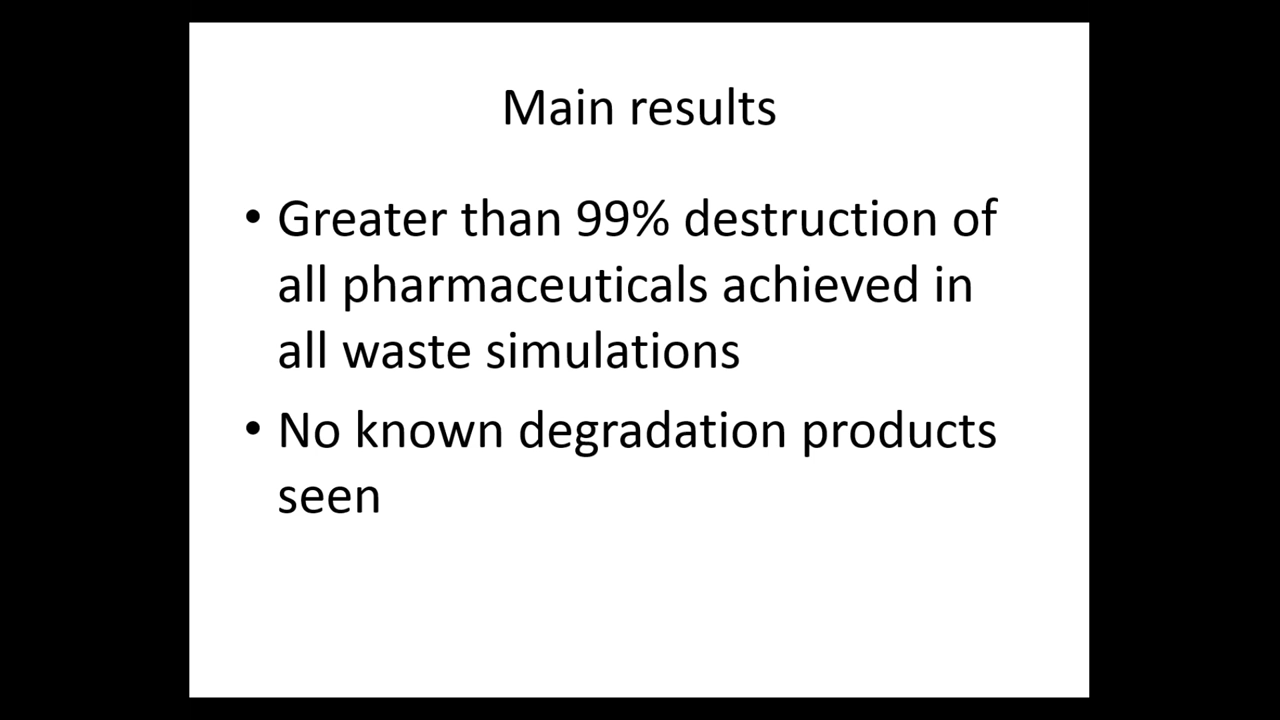 Main results
• Greater than 99% destruction of
all pharmaceuticals achieved in
all waste simulations
• No known degradation products
seen